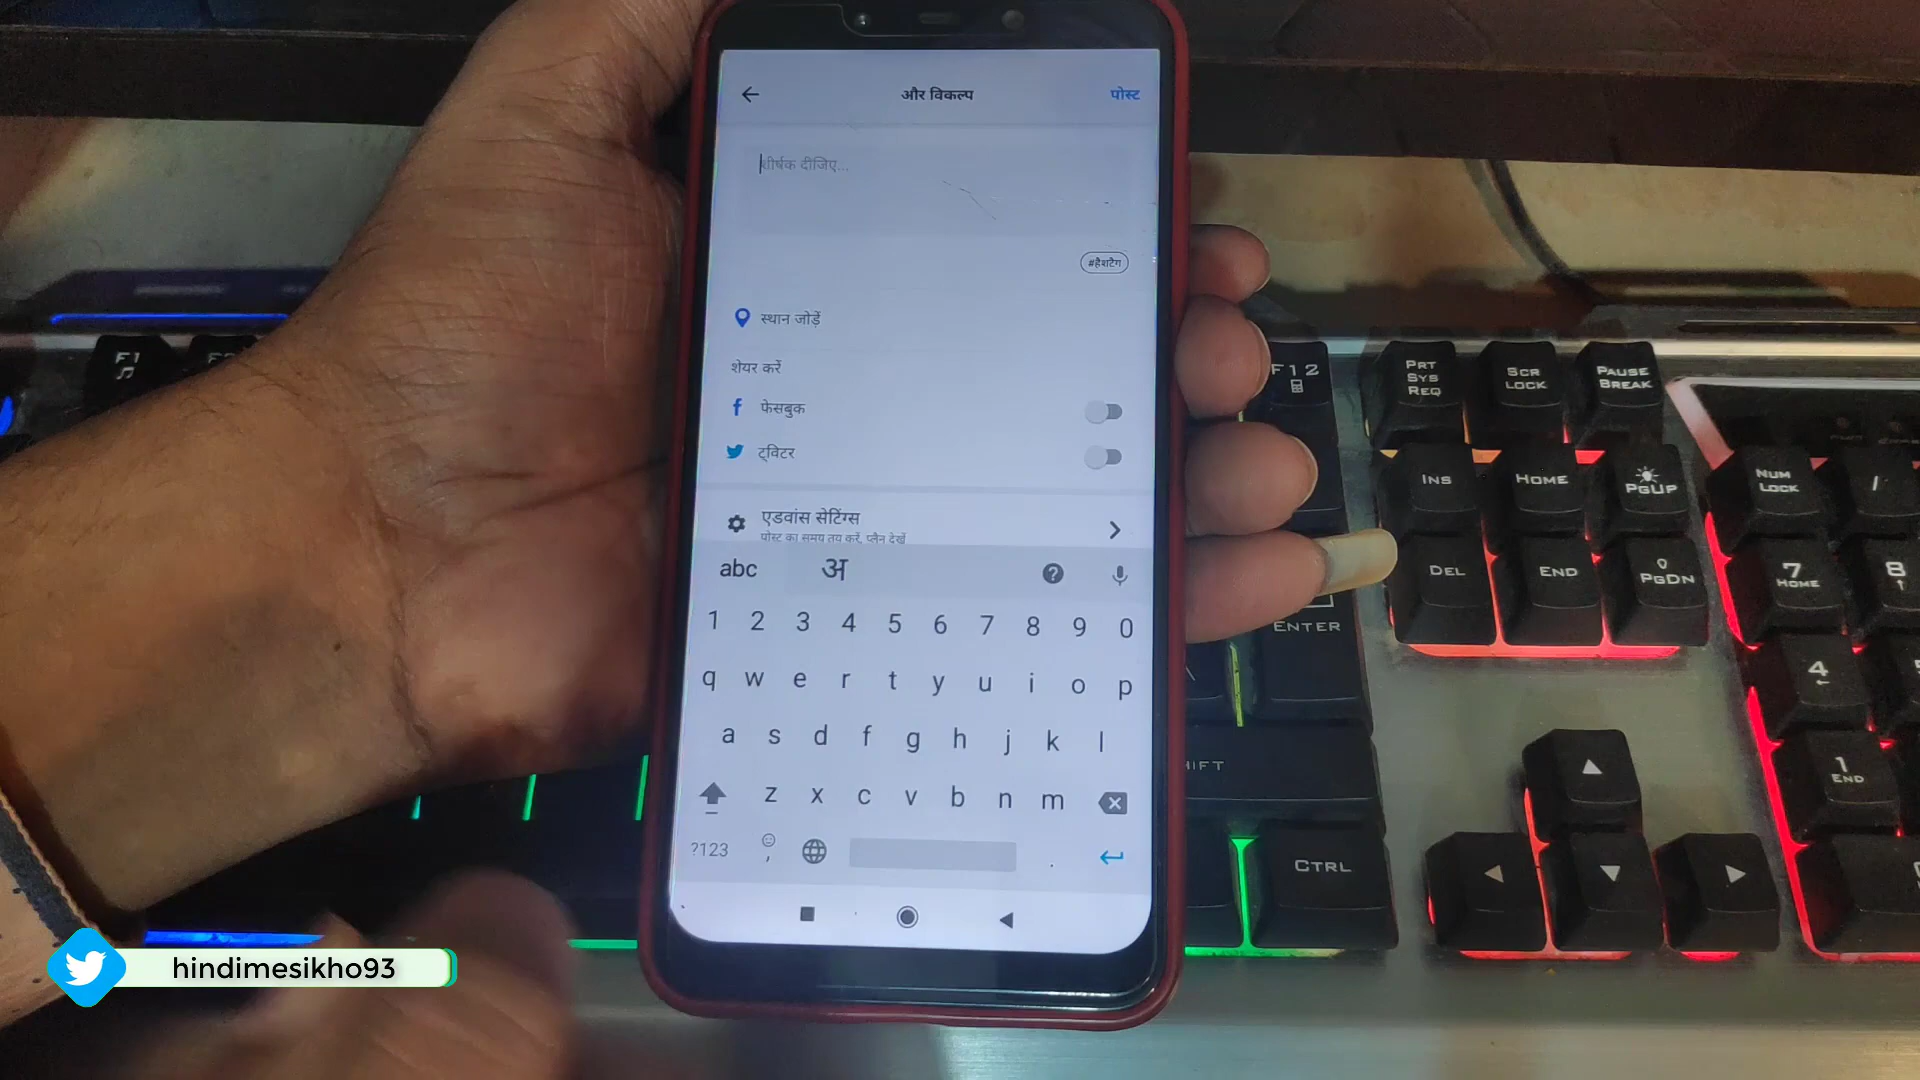 और विकल्प पोस्ट
शीर्षक दीजिए...
#हैशटैग
स्थान जोड़ें
शेयर करें
फेसबुक
ट्विटर
एडवांस सेटिंग्स
पोस्ट का समय तय करें, प्लैन देखें
abc अ
1 2 3 4 5 6 7 8 9 0
q w e r t y u i o p
a s d f g h j k l
z x c v b n m
?123 , .
F1
F12
PRT SYS REQ
SCR LOCK
PAUSE BREAK
INS
HOME
PGUP
NUM LOCK
/
DEL
END
PGDN
7 HOME
8
ENTER
4
1 END
CTRL
hindimesikho93